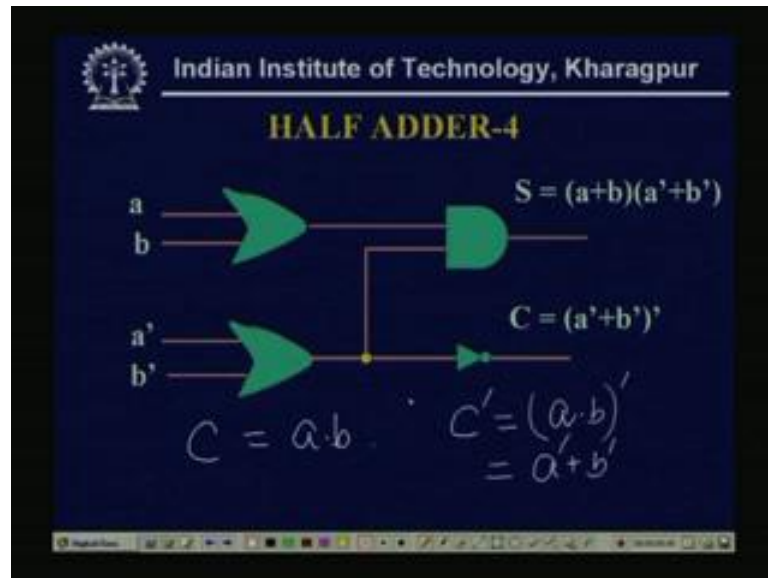 Indian Institute of Technology, Kharagpur
HALF ADDER-4
S = (a+b)(a'+b')
a
b
C = (a'+b')'
a'
b'
C = a.b
C' = (a.b)'
= a'+b'